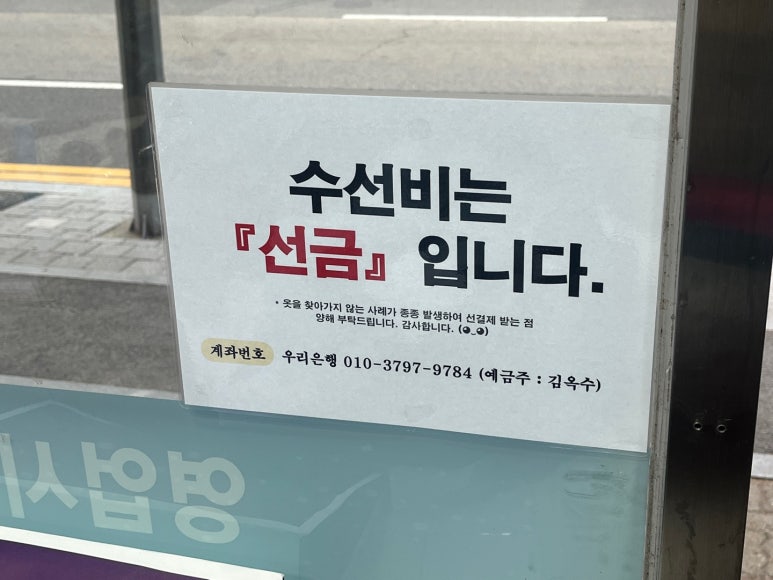 수선비는
『선금』 입니다.
* 옷을 찾아가지 않는 사례가 종종 발생하여 선결제 받는 점
양해 부탁드립니다. 감사합니다. (◕_◕)
계좌번호 우리은행 010-3797-9784 (예금주 : 김옥수)
영업시